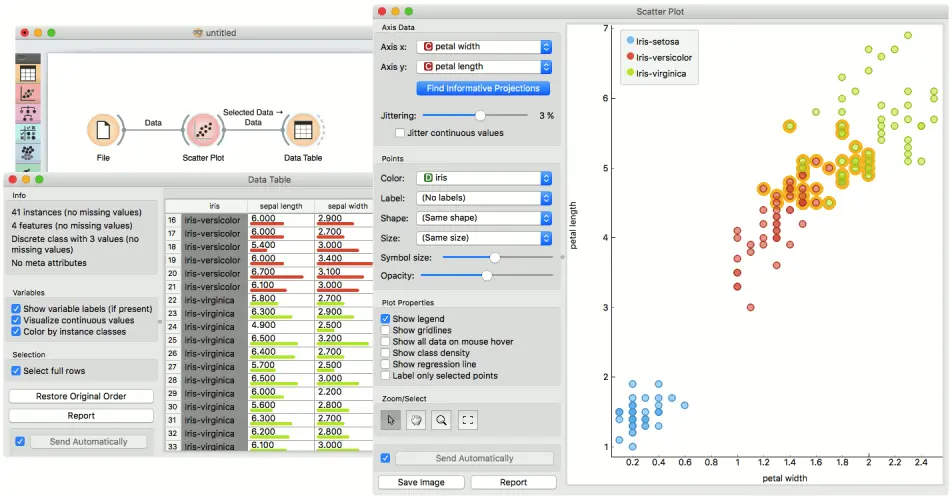 untitled
Data
Selected Data → Data
File
Scatter Plot
Data Table
Data Table
Info
41 instances (no missing values)
4 features (no missing values)
Discrete class with 3 values (no
missing values)
No meta attributes
Variables
Show variable labels (if present)
Visualize continuous values
Color by instance classes
Selection
Select full rows
Restore Original Order
Report
Send Automatically
iris sepal length sepal width
16 iris-versicolor 6.000 2.900
17 iris-versicolor 6.000 2.700
18 iris-versicolor 5.400 3.000
19 iris-versicolor 6.000 3.400
20 iris-versicolor 6.700 3.100
21 iris-versicolor 6.100 3.000
22 Iris-virginica 5.800 2.700
23 Iris-virginica 6.300 2.900
24 Iris-virginica 4.900 2.500
25 Iris-virginica 6.500 3.200
26 Iris-virginica 6.400 2.700
27 Iris-virginica 5.700 2.500
28 Iris-virginica 6.500 3.000
29 Iris-virginica 6.000 2.200
30 Iris-virginica 5.600 2.800
31 Iris-virginica 6.300 2.700
32 Iris-virginica 6.200 2.800
33 Iris-virginica 6.100 3.000
Scatter Plot
Axis Data
Axis x: C petal width
Axis y: C petal length
Find Informative Projections
Jittering: 3 %
Jitter continuous values
Points
Color: D iris
Label: (No labels)
Shape: (Same shape)
Size: (Same size)
Symbol size:
Opacity:
Plot Properties
Show legend
Show gridlines
Show all data on mouse hover
Show class density
Show regression line
Label only selected points
Zoom/Select
Send Automatically
Save Image
Report
Iris-setosa
Iris-versicolor
Iris-virginica
petal length
7
6
5
4
3
2
1
0.2 0.4 0.6 0.8 1 1.2 1.4 1.6 1.8 2 2.2 2.4
petal width